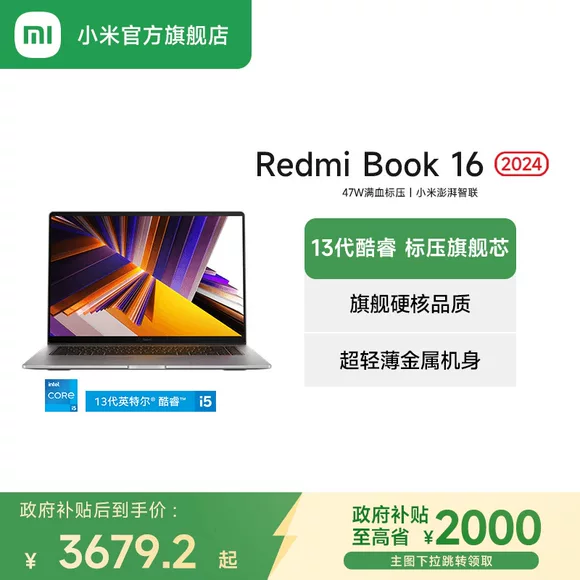 小米官方旗舰店
Redmi Book 16 2024
47W满血标压丨小米澎湃智联
13代酷睿 标压旗舰芯
旗舰硬核品质
超轻薄金属机身
intel
CORE
i5
13代英特尔® 酷睿™ i5
政府补贴后到手价：
¥ 3679.2 起
政府补贴
至高省 ¥2000
主图下拉跳转领取